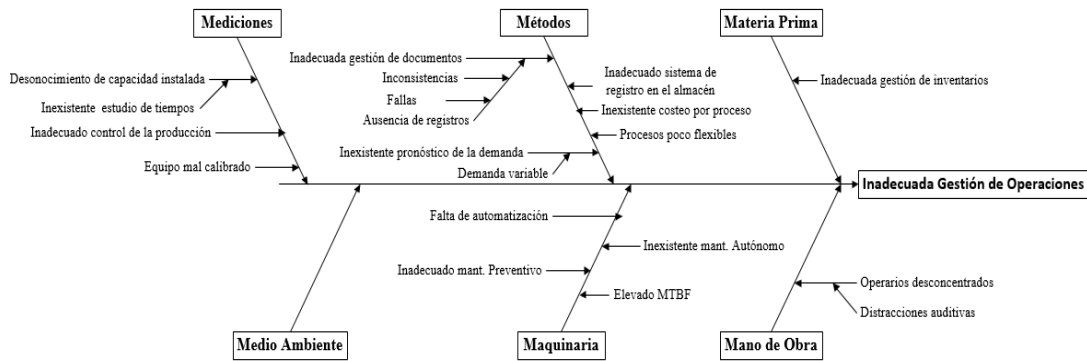 Mediciones
Métodos
Materia Prima
Desonocimiento de capacidad instalada
Inexistente estudio de tiempos
Inadecuado control de la producción
Equipo mal calibrado
Inadecuada gestión de documentos
Inconsistencias
Fallas
Ausencia de registros
Inexistente pronóstico de la demanda
Demanda variable
Inadecuado sistema de
registro en el almacén
Inexistente costeo por proceso
Procesos poco flexibles
Inadecuada gestión de inventarios
Inadecuada Gestión de Operaciones
Falta de automatización
Inexistente mant. Autónomo
Inadecuado mant. Preventivo
Elevado MTBF
Operarios desconcentrados
Distracciones auditivas
Medio Ambiente
Maquinaria
Mano de Obra